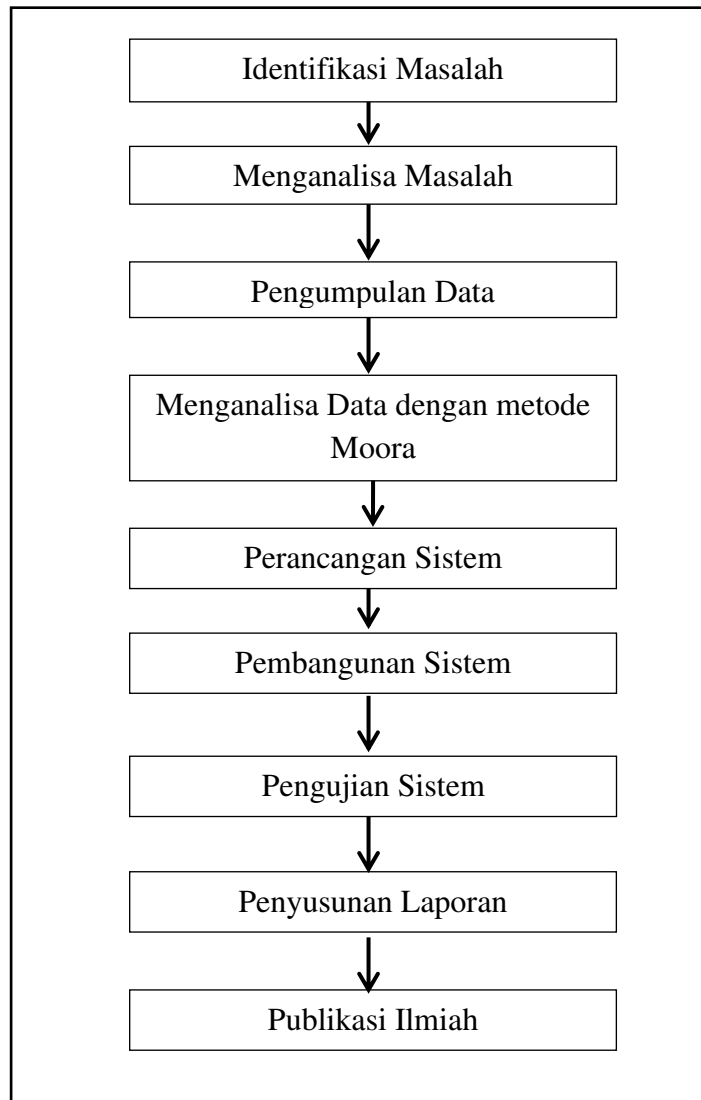 Identifikasi Masalah
Menganalisa Masalah
Pengumpulan Data
Menganalisa Data dengan metode
Moora
Perancangan Sistem
Pembangunan Sistem
Pengujian Sistem
Penyusunan Laporan
Publikasi Ilmiah